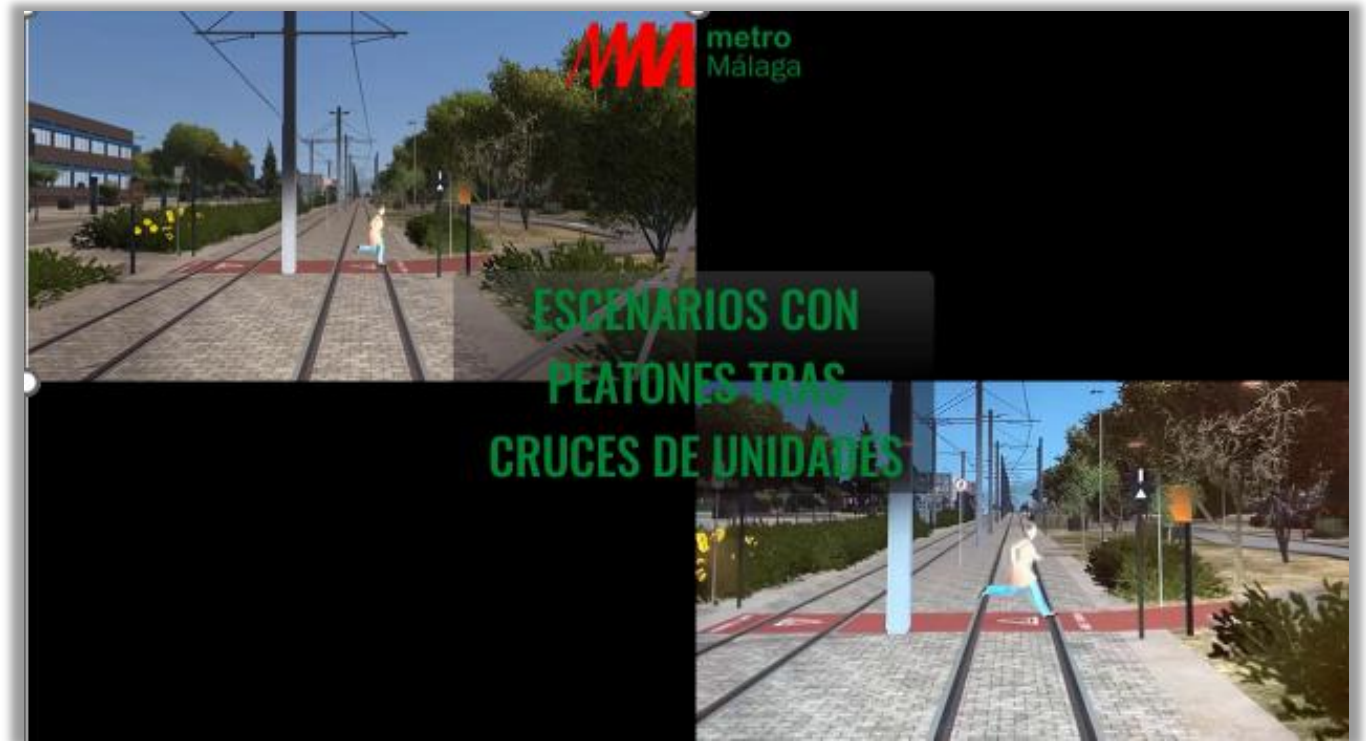 metro
Málaga
ESCENARIOS CON
PEATONES TRAS
CRUCES DE UNIDADES